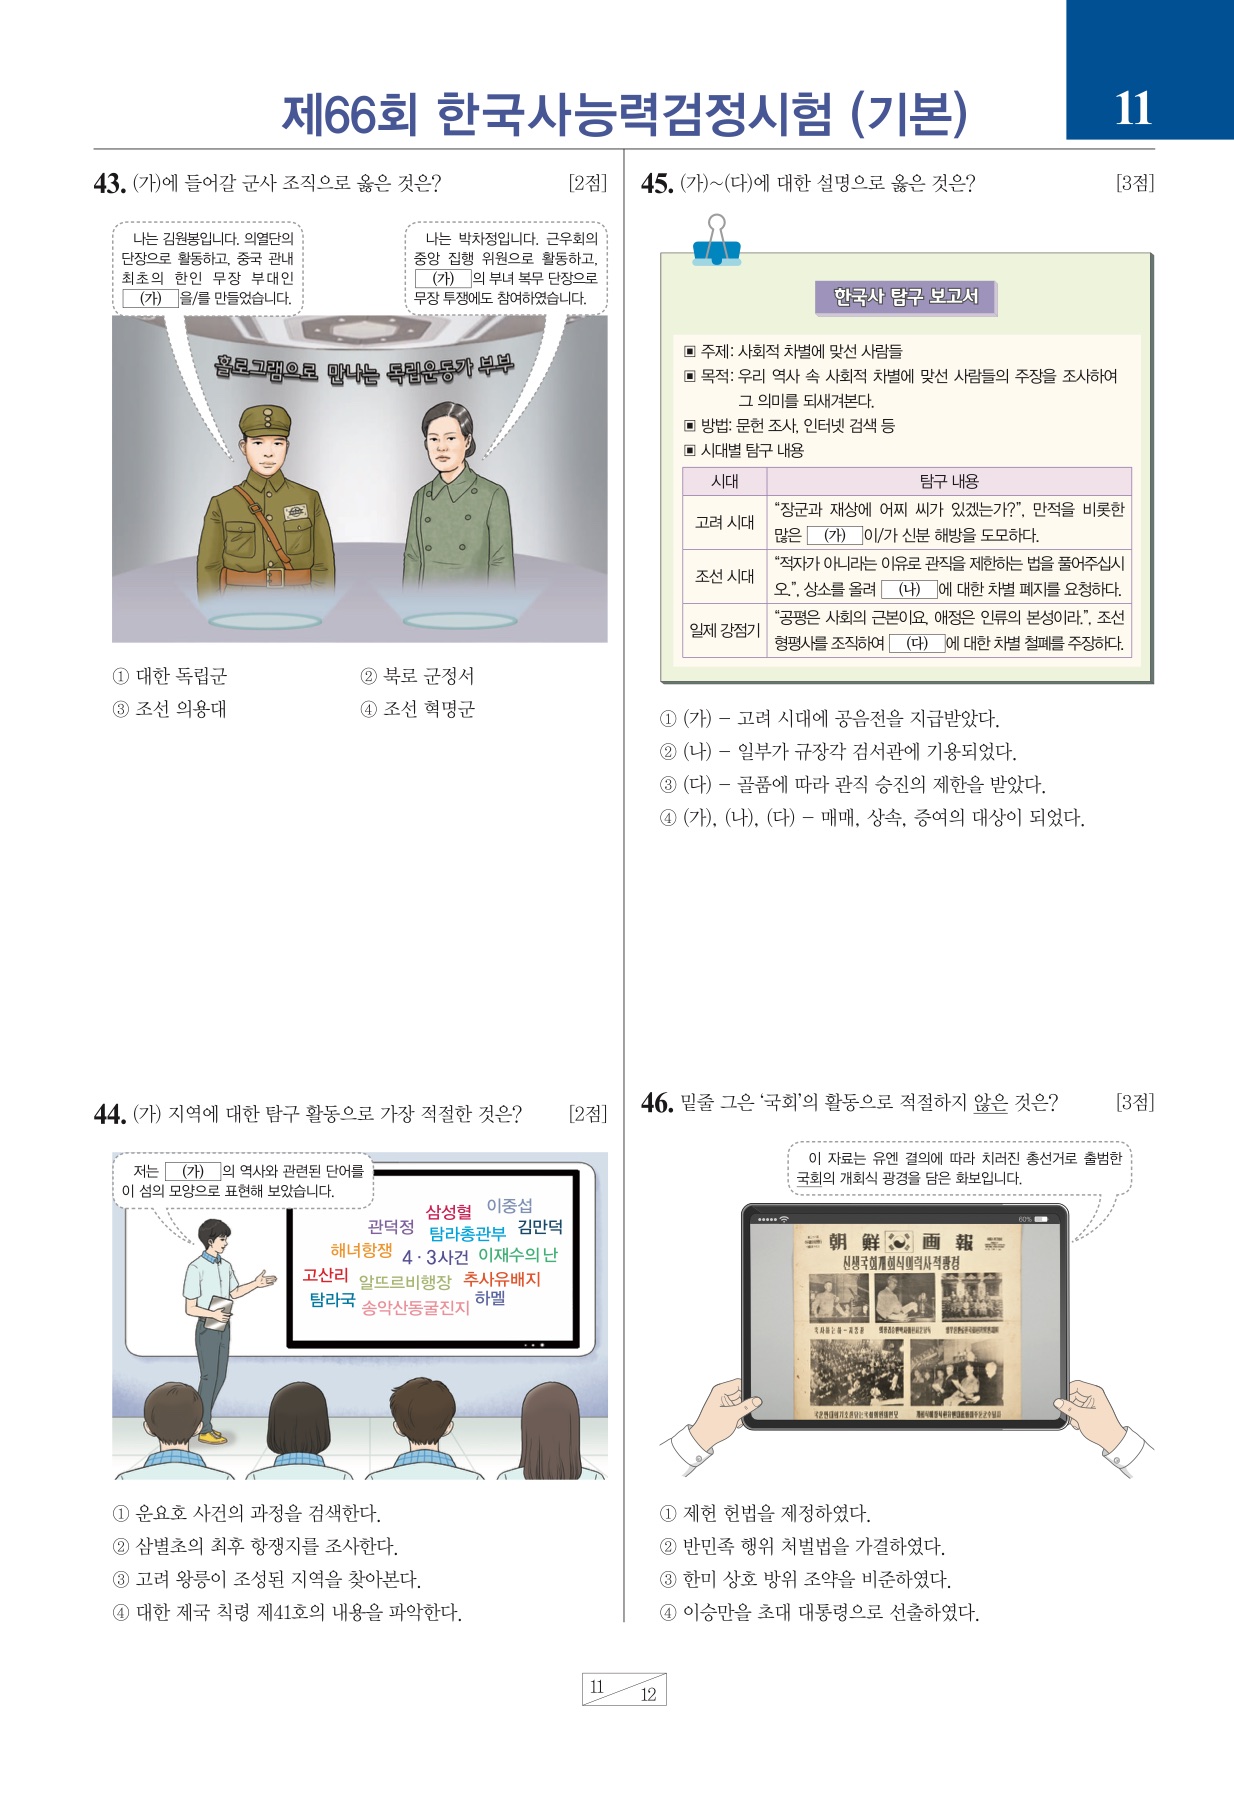 제66회 한국사능력검정시험 (기본)
11
43. (가)에 들어갈 군사 조직으로 옳은 것은? [2점]
나는 김원봉입니다. 의열단의
단장으로 활동하고, 중국 관내
최초의 한인 무장 부대인
(가) 을/를 만들었습니다.
나는 박차정입니다. 근우회의
중앙 집행 위원으로 활동하고,
(가) 의 부녀 복무 단장으로
무장 투쟁에도 참여하였습니다.
홀로그램으로 만나는 독립운동가 부부
① 대한 독립군
② 북로 군정서
③ 조선 의용대
④ 조선 혁명군
44. (가) 지역에 대한 탐구 활동으로 가장 적절한 것은? [2점]
저는 (가) 의 역사와 관련된 단어를
이 섬의 모양으로 표현해 보았습니다.
삼성혈 이중섭
관덕정 탐라총관부 김만덕
해녀항쟁 4·3사건 이재수의 난
고산리 알뜨르비행장 추사유배지
탐라국 송악산동굴진지 하멜
① 운요호 사건의 과정을 검색한다.
② 삼별초의 최후 항쟁지를 조사한다.
③ 고려 왕릉이 조성된 지역을 찾아본다.
④ 대한 제국 칙령 제41호의 내용을 파악한다.
45. (가)~(다)에 대한 설명으로 옳은 것은? [3점]
한국사 탐구 보고서
▣ 주제: 사회적 차별에 맞선 사람들
▣ 목적: 우리 역사 속 사회적 차별에 맞선 사람들의 주장을 조사하여
그 의미를 되새겨본다.
▣ 방법: 문헌 조사, 인터넷 검색 등
▣ 시대별 탐구 내용
시대 탐구 내용
고려 시대
“장군과 재상에 어찌 씨가 있겠는가?”, 만적을 비롯한
많은 (가) 이/가 신분 해방을 도모하다.
조선 시대
“적자가 아니라는 이유로 관직을 제한하는 법을 풀어주십시
오.”, 상소를 올려 (나) 에 대한 차별 폐지를 요청하다.
일제 강점기
“공평은 사회의 근본이요, 애정은 인류의 본성이라.”, 조선
형평사를 조직하여 (다) 에 대한 차별 철폐를 주장하다.
① (가) – 고려 시대에 공음전을 지급받았다.
② (나) – 일부가 규장각 검서관에 기용되었다.
③ (다) – 골품에 따라 관직 승진의 제한을 받았다.
④ (가), (나), (다) – 매매, 상속, 증여의 대상이 되었다.
46. 밑줄 그은 ‘국회’의 활동으로 적절하지 않은 것은? [3점]
이 자료는 유엔 결의에 따라 치러진 총선거로 출범한
국회의 개회식 광경을 담은 화보입니다.
60%
朝鮮 画報
① 제헌 헌법을 제정하였다.
② 반민족 행위 처벌법을 가결하였다.
③ 한미 상호 방위 조약을 비준하였다.
④ 이승만을 초대 대통령으로 선출하였다.
11
12